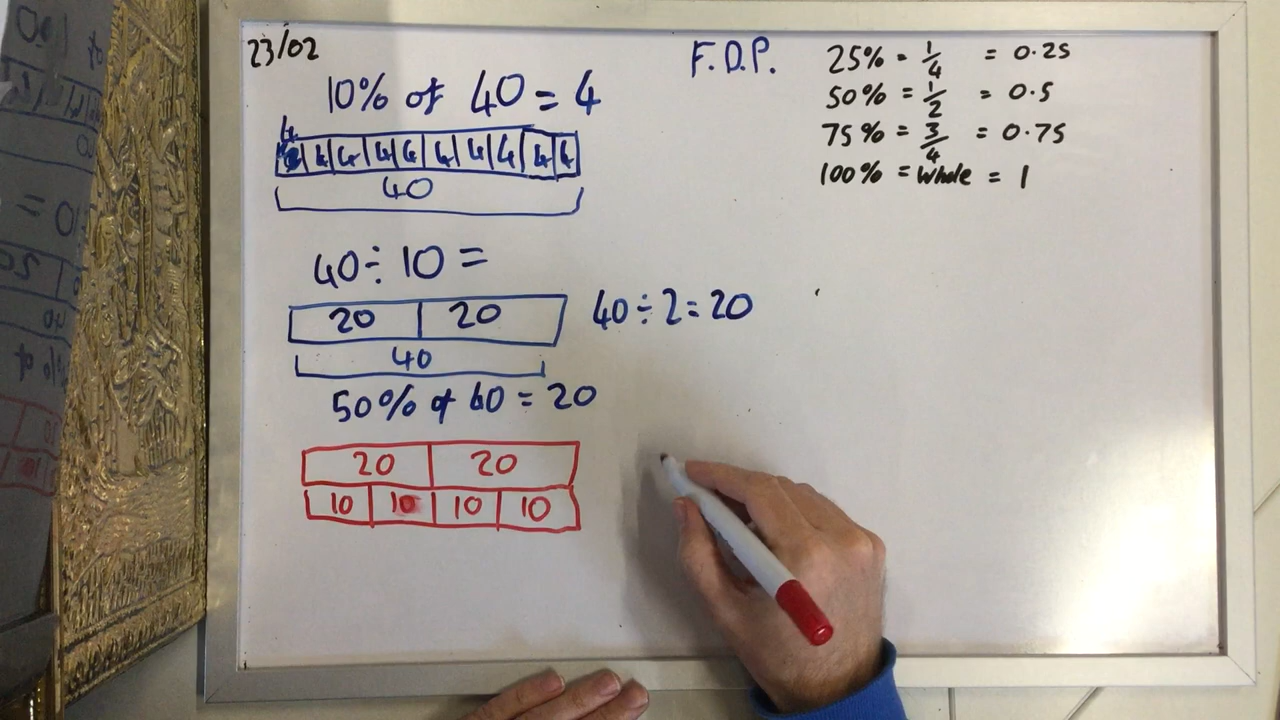 23/02
10% of 40 = 4
4
4 4 4 4 4 4 4 4 4
40
40 ÷ 10 =
20 20 40 ÷ 2 = 20
40
50% of 40 = 20
20 20
10 10 10 10
F.D.P.
25% = 1/4 = 0.25
50% = 1/2 = 0.5
75% = 3/4 = 0.75
100% = whole = 1